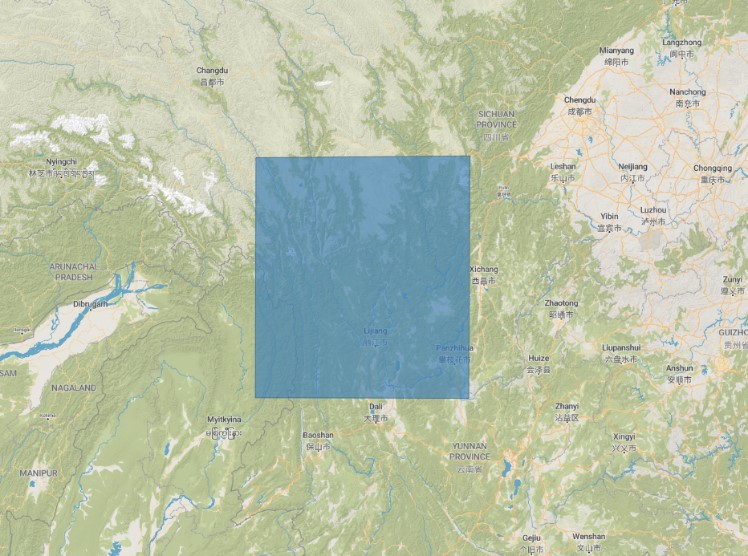 Langzhong
阆中市
Mianyang
绵阳市
Changdu
昌都市
Nanchong
南充市
Chengdu
成都市
SICHUAN
PROVINCE
四川省
Nyingchi
林芝市
Leshan
乐山市
Neijiang
内江市
Chongqing
重庆市
Luzhou
泸州市
Yibin
宜宾市
ARUNACHAL
PRADESH
Xichang
西昌市
Zunyi
遵义市
Dibrugarh
Zhaotong
昭通市
Lijiang
丽江市
GUIZHO
贵州省
Panzhihua
攀枝花市
Liupanshui
六盘水市
Huize
会泽县
Anshun
安顺市
SAM
NAGALAND
Dali
大理市
Zhanyi
沾益区
Myitkyina
Baoshan
保山市
Xingyi
兴义市
YUNNAN
PROVINCE
云南省
MANIPUR
Gejiu
个旧市
Wenshan
文山市